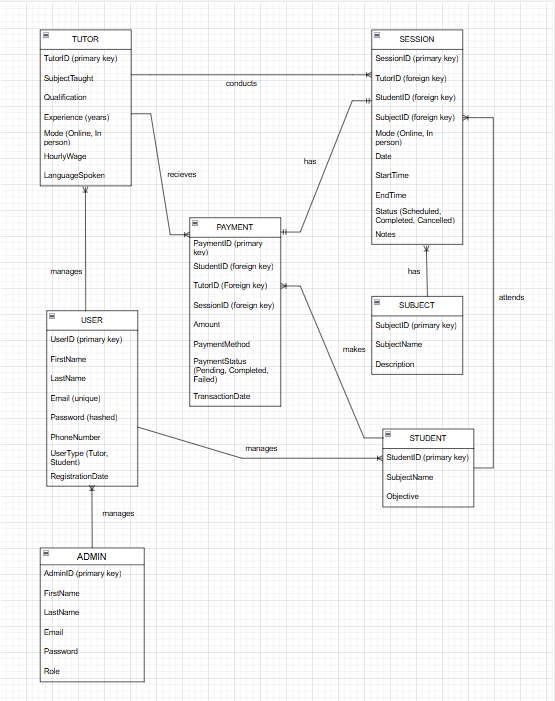 TUTOR
TutorID (primary key)
SubjectTaught
Qualification
Experience (years)
Mode (Online, In
person)
HourlyWage
LanguageSpoken
SESSION
SessionID (primary key)
TutorID (foreign key)
StudentID (foreign key)
SubjectID (foreign key)
Mode (Online, In
person)
Date
StartTime
EndTime
Status (Scheduled,
Completed, Cancelled)
Notes
conducts
has
recieves
PAYMENT
PaymentID (primary
key)
StudentID (foreign key)
TutorID (Foreign key)
SessionID (foreign key)
Amount
PaymentMethod
PaymentStatus
(Pending, Completed,
Failed)
TransactionDate
manages
has
attends
SUBJECT
SubjectID (primary key)
SubjectName
Description
USER
UserID (primary key)
FirstName
LastName
Email (unique)
Password (hashed)
PhoneNumber
UserType (Tutor,
Student)
RegistrationDate
makes
manages
STUDENT
StudentID (primary key)
SubjectName
Objective
manages
ADMIN
AdminID (primary key)
FirstName
LastName
Email
Password
Role